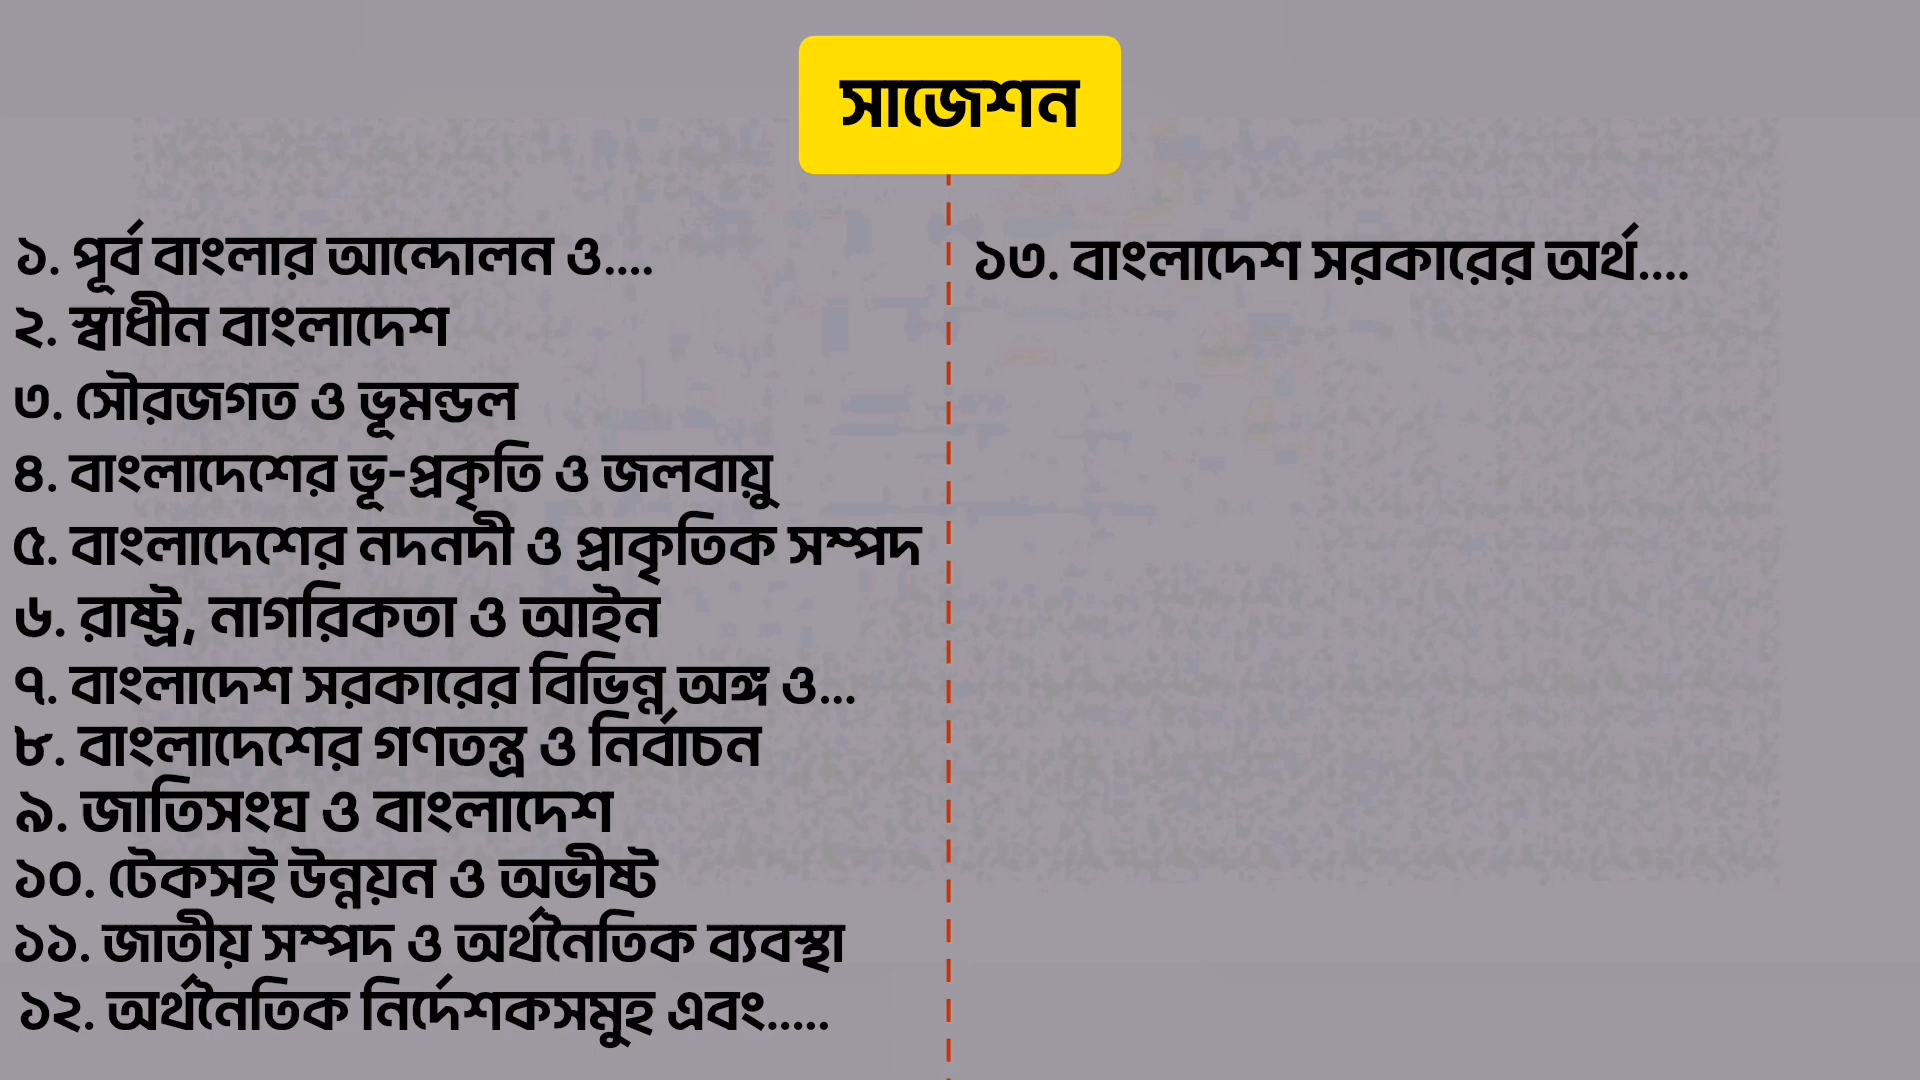 সাজেশন
১. পূর্ব বাংলার আন্দোলন ও....
২. স্বাধীন বাংলাদেশ
৩. সৌরজগত ও ভূমন্ডল
৪. বাংলাদেশের ভূ-প্রকৃতি ও জলবায়ু
৫. বাংলাদেশের নদনদী ও প্রাকৃতিক সম্পদ
৬. রাষ্ট্র, নাগরিকতা ও আইন
৭. বাংলাদেশ সরকারের বিভিন্ন অঙ্গ ও...
৮. বাংলাদেশের গণতন্ত্র ও নির্বাচন
৯. জাতিসংঘ ও বাংলাদেশ
১০. টেকসই উন্নয়ন ও অভীষ্ট
১১. জাতীয় সম্পদ ও অর্থনৈতিক ব্যবস্থা
১২. অর্থনৈতিক নির্দেশকসমুহ এবং.....
১৩. বাংলাদেশ সরকারের অর্থ....